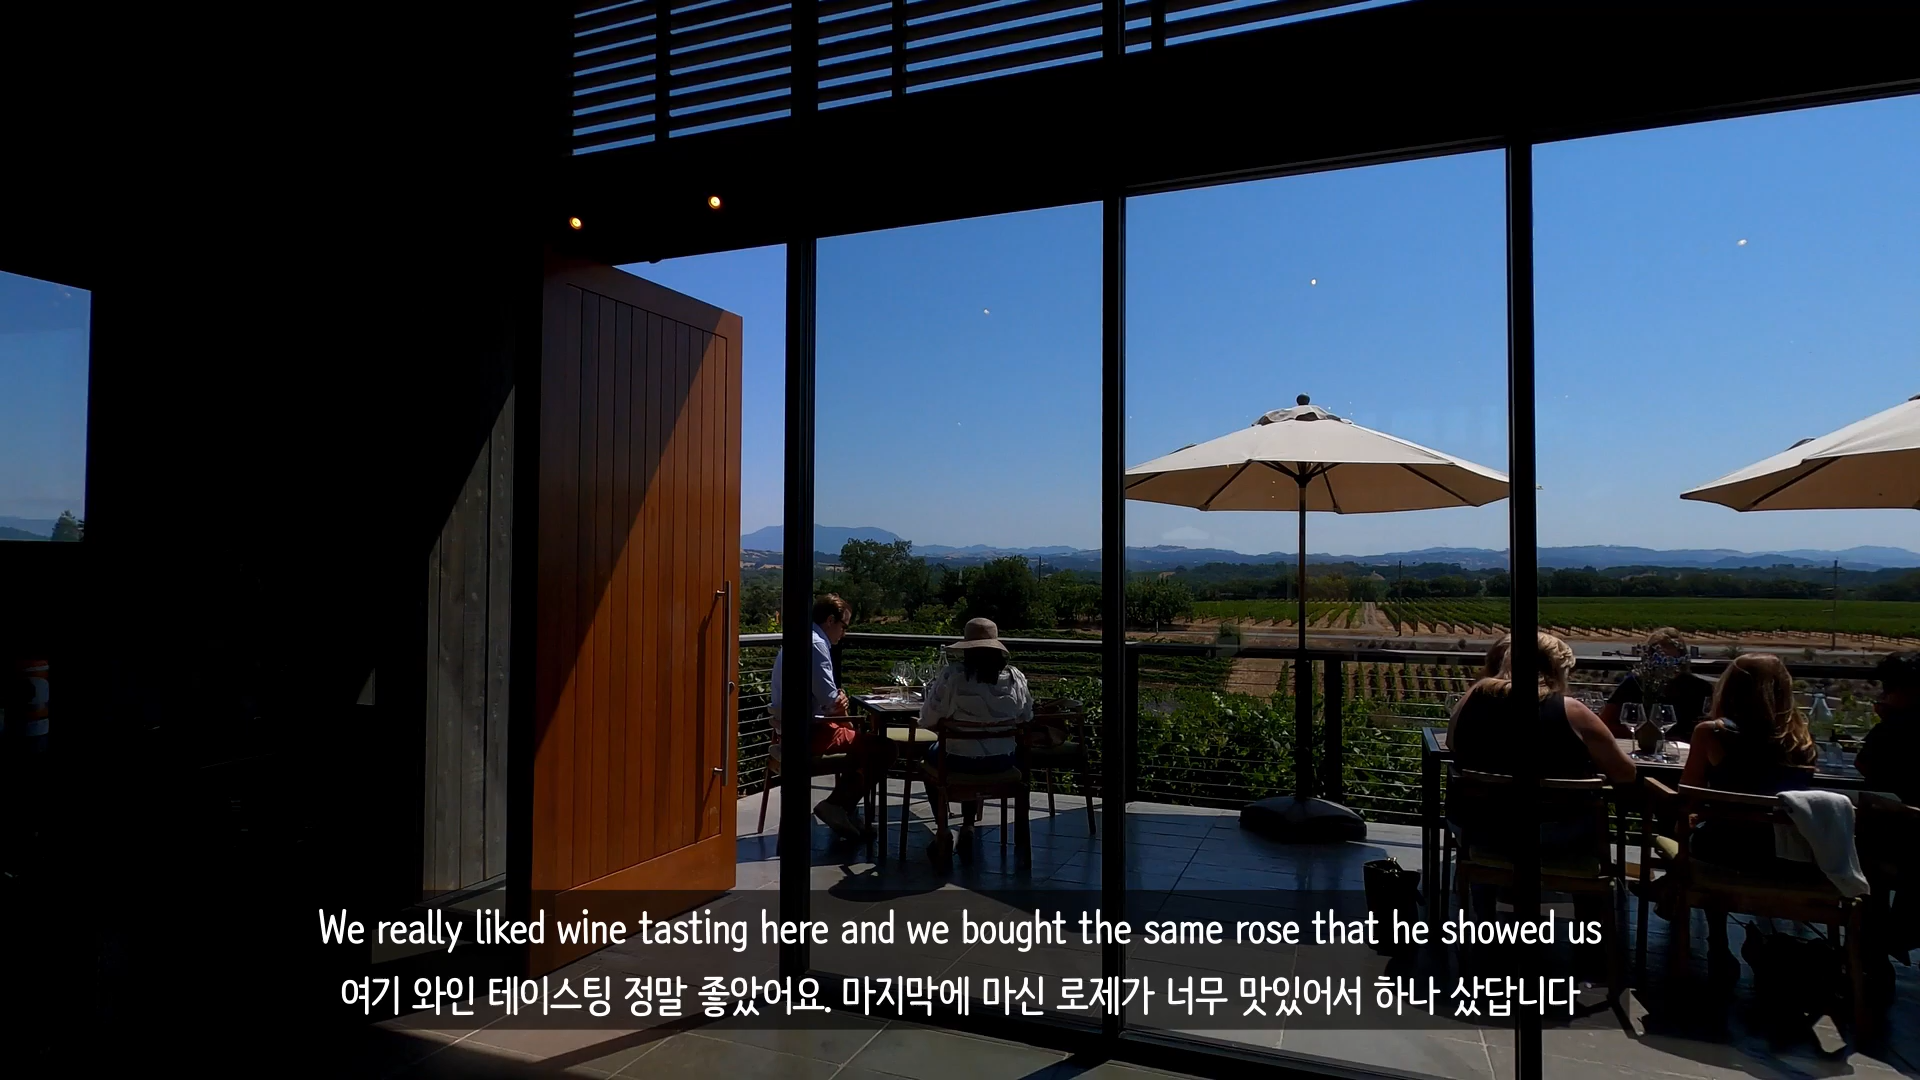 We really liked wine tasting here and we bought the same rose that he showed us
여기 와인 테이스팅 정말 좋았어요. 마지막에 마신 로제가 너무 맛있어서 하나 샀답니다